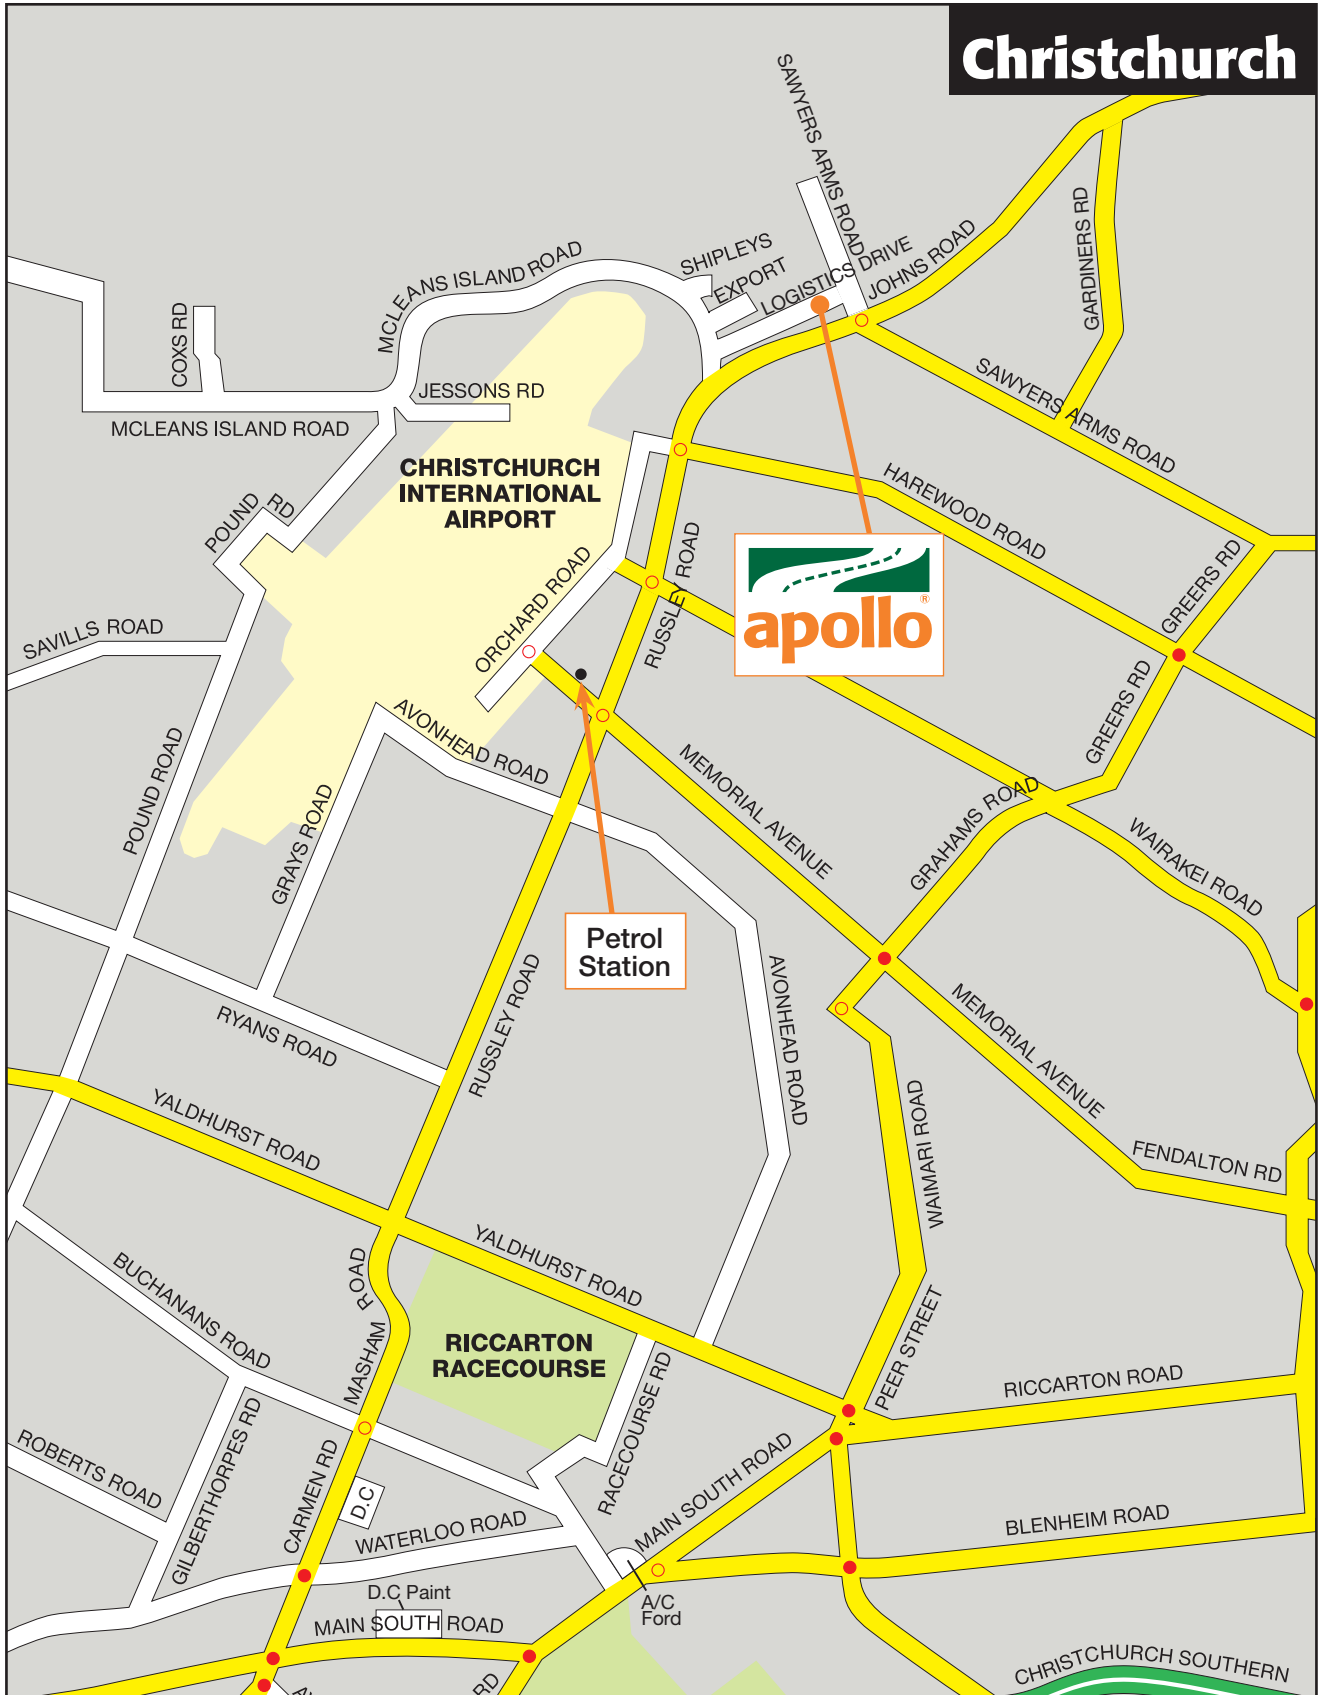 Christchurch
SAWYERS ARMS ROAD
MCLEANS ISLAND ROAD
SHIPLEYS
EXPORT
LOGISTICS DRIVE
JOHNS ROAD
GARDINERS RD
COXS RD
JESSONS RD
MCLEANS ISLAND ROAD
SAWYERS ARMS ROAD
CHRISTCHURCH
INTERNATIONAL
AIRPORT
HAREWOOD ROAD
POUND RD
ORCHARD ROAD
RUSSLEY ROAD
apollo®
GREERS RD
SAVILLS ROAD
GREERS RD
AVONHEAD ROAD
MEMORIAL AVENUE
POUND ROAD
GRAYS ROAD
GRAHAMS ROAD
WAIRAKEI ROAD
Petrol
Station
RUSSLEY ROAD
AVONHEAD ROAD
MEMORIAL AVENUE
RYANS ROAD
YALDHURST ROAD
WAIMARI ROAD
FENDALTON RD
YALDHURST ROAD
BUCHANANS ROAD
MASHAM ROAD
RICCARTON
RACECOURSE
PEER STREET
RICCARTON ROAD
RACECOURSE RD
ROBERTS ROAD
GILBERTHORPES RD
CARMEN RD
D.C
MAIN SOUTH ROAD
WATERLOO ROAD
BLENHEIM ROAD
D.C Paint
A/C
Ford
MAIN SOUTH ROAD
CHRISTCHURCH SOUTHERN
RD